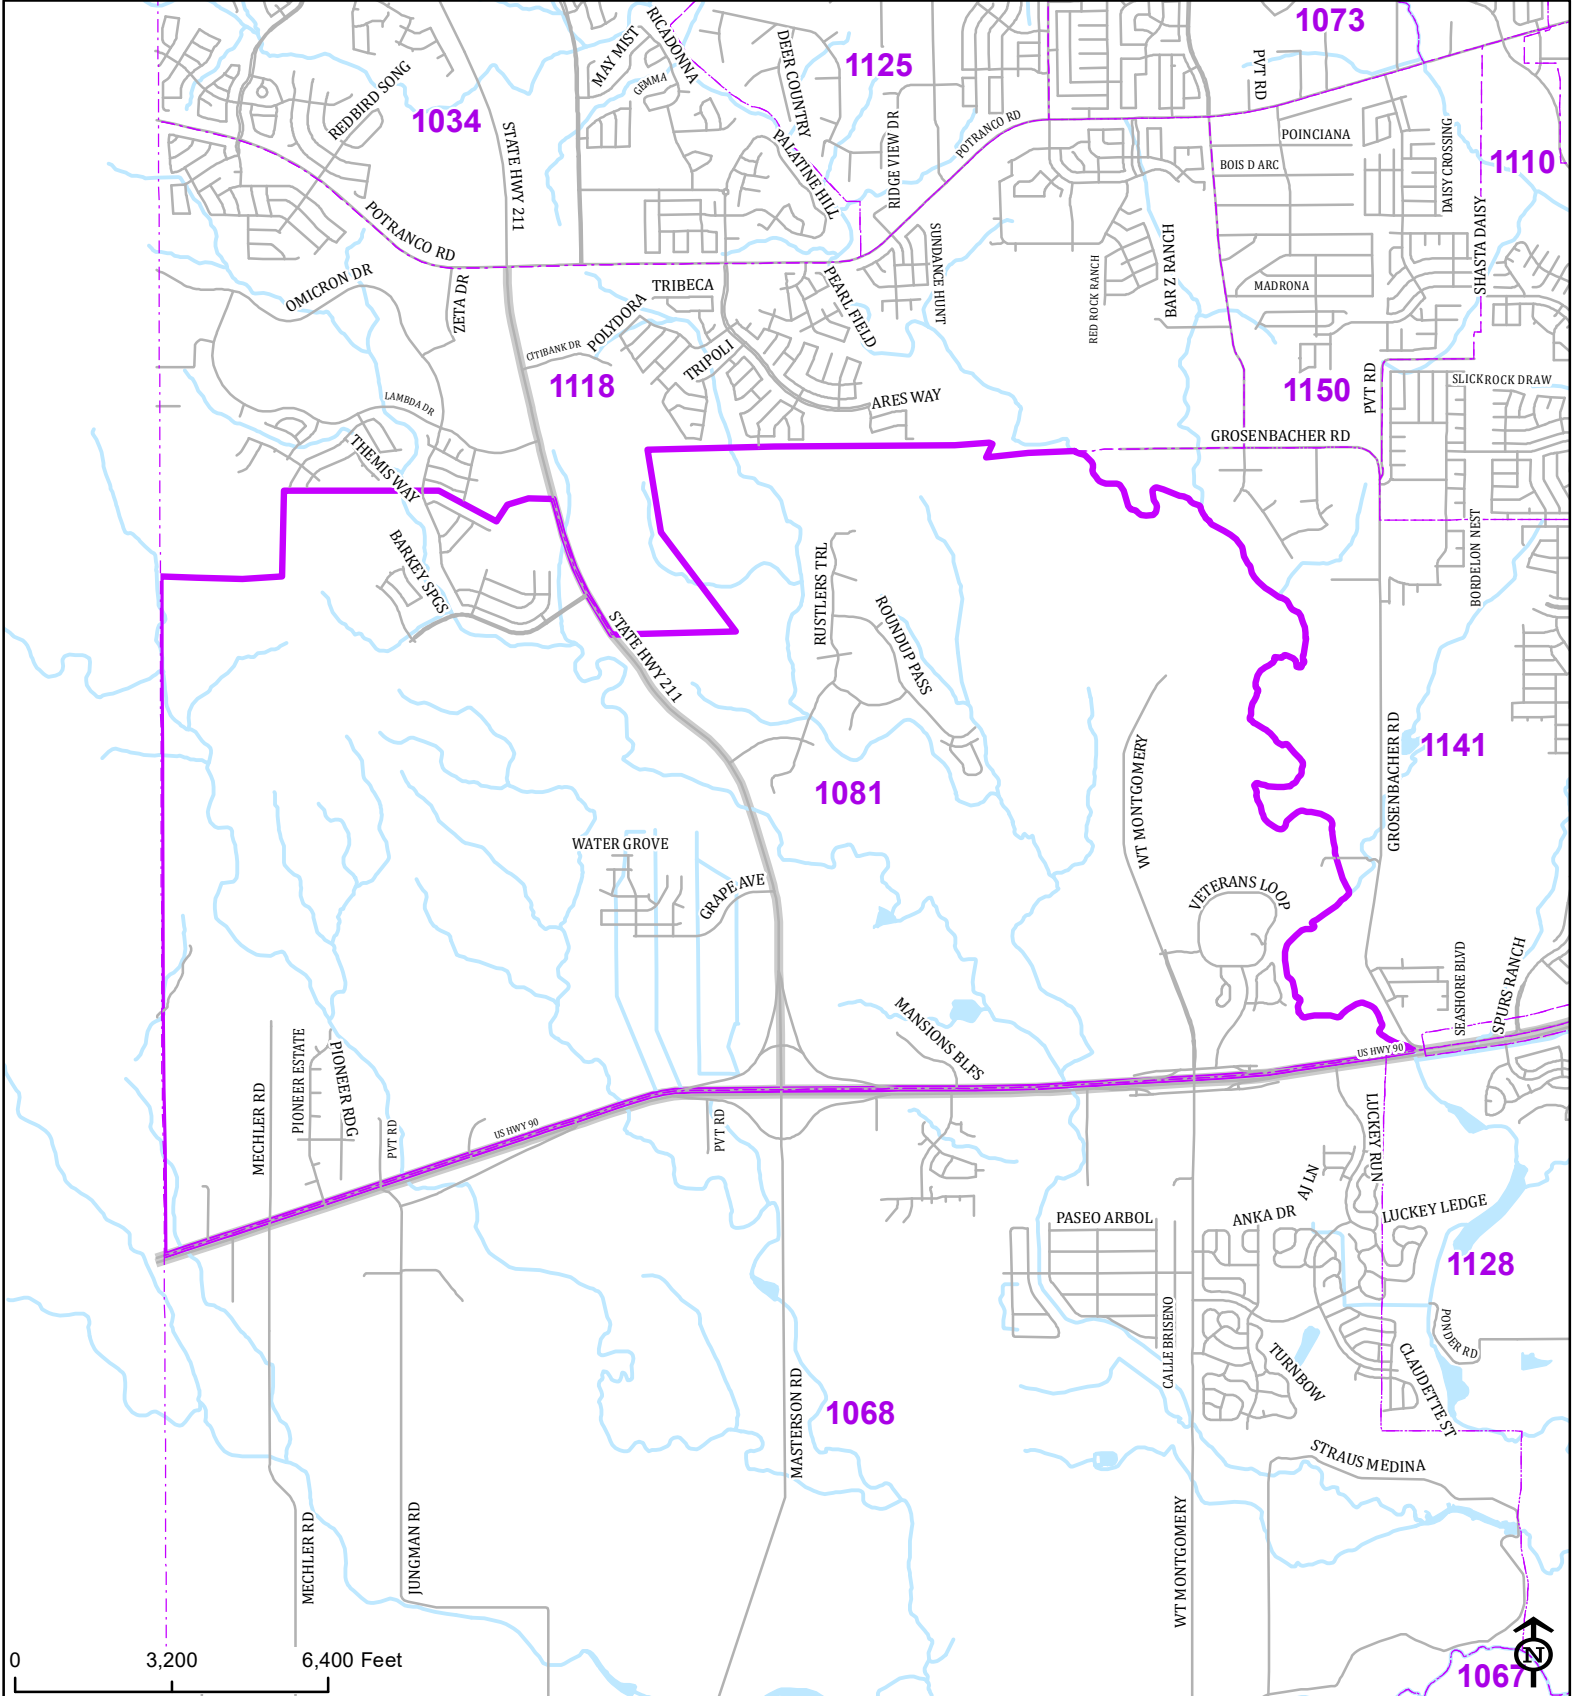 1073
RICADONNA
MAY MIST
DEER COUNTRY
1125
PVT RD
GEMMA
REDBIRD SONG
1034
STATE HWY 211
PALATINE HILL
RIDGE VIEW DR
POTRANCO RD
POINCIANA
BOIS D ARC
DAISY CROSSING
1110
POTRANCO RD
SUNDANCE HUNT
RED ROCK RANCH
BAR Z RANCH
SHASTA DAISY
OMICRON DR
ZETA DR
TRIBECA
PEARL FIELD
MADRONA
CITIBANK DR
POLYDORA
TRIPOLI
1118
1150
PVT RD
SLICKROCK DRAW
LAMBDA DR
ARES WAY
GROSENBACHER RD
THEMIS WAY
BARKEY SPGS
BORDELON NEST
RUSTLERS TRL
ROUNDUP PASS
STATE HWY 211
GROSENBACHER RD
1141
WT MONTGOMERY
1081
WATER GROVE
GRAPE AVE
VETERANS LOOP
SEASHORE BLVD
SPURS RANCH
MANSIONS BLFS
US HWY 90
MECHLER RD
PIONEER ESTATE
PIONEER RDG
PVT RD
US HWY 90
PVT RD
LUCKEY RUN
AJ LN
PASEO ARBOL
ANKA DR
LUCKEY LEDGE
1128
CALLE BRISENO
PONDER RD
TURNBOW
CLAUDETTE ST
MASTERSON RD
1068
STRAUS MEDINA
MECHLER RD
JUNGMAN RD
WT MONTGOMERY
N
1067
0 3,200 6,400 Feet